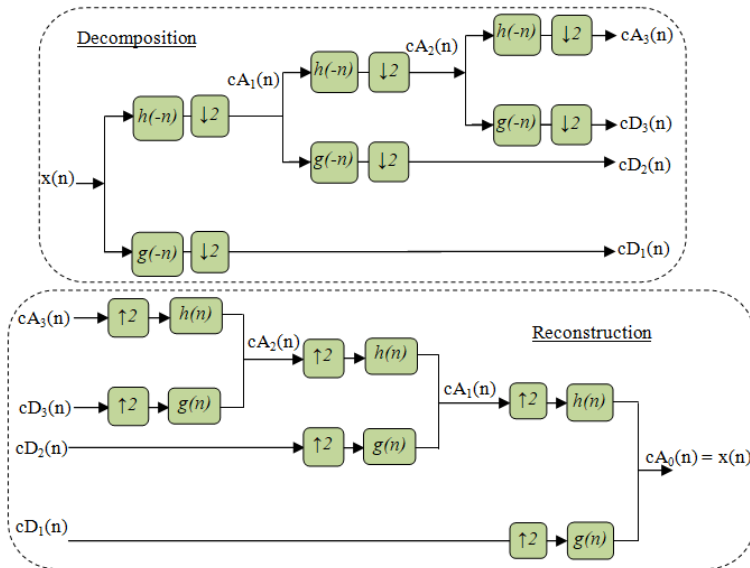 Decomposition
h(-n) ↓2 cA₃(n)
cA₂(n)
h(-n) ↓2
cA₁(n)
h(-n) ↓2
g(-n) ↓2 cD₃(n)
g(-n) ↓2 cD₂(n)
x(n)
g(-n) ↓2 cD₁(n)
cA₃(n) ↑2 h(n)
Reconstruction
cA₂(n) ↑2 h(n)
cA₁(n) ↑2 h(n)
cD₃(n) ↑2 g(n)
cD₂(n) ↑2 g(n)
cA₀(n) = x(n)
cD₁(n) ↑2 g(n)